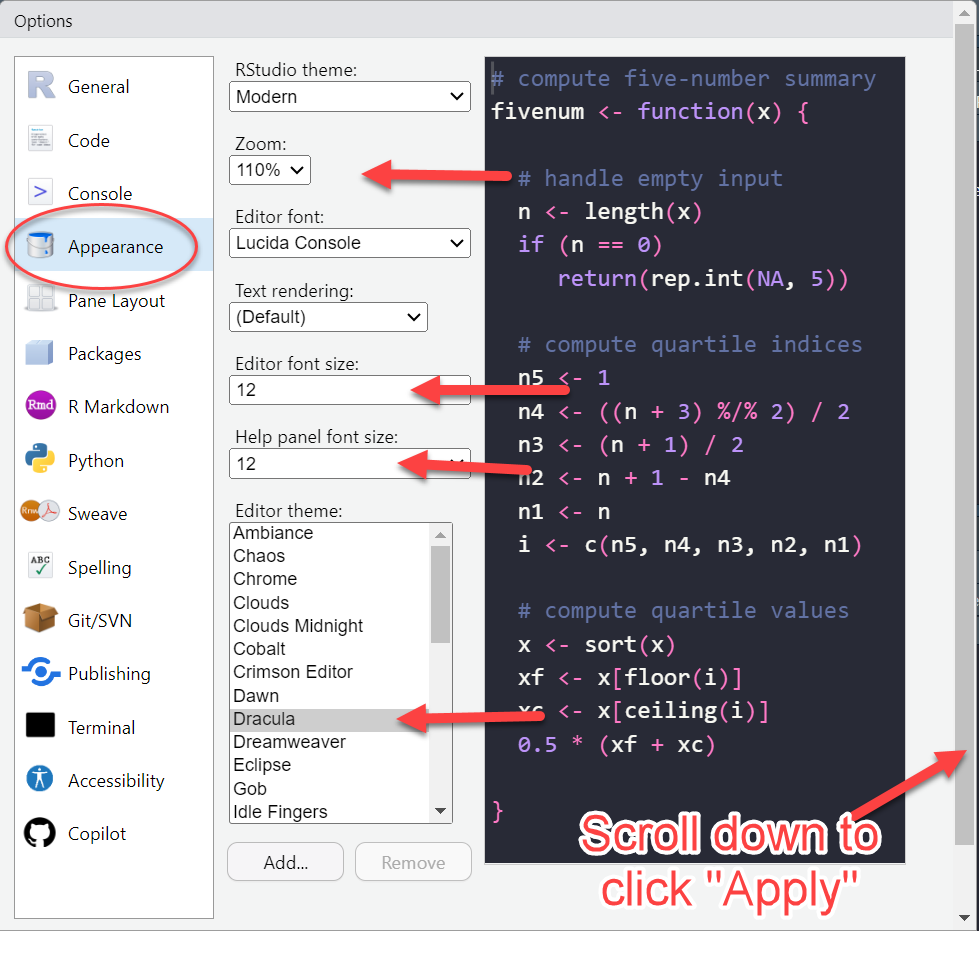 Options
General
Code
Console
Appearance
Pane Layout
Packages
Rmd R Markdown
Python
Rnw Sweave
ABC Spelling
Git/SVN
Publishing
Terminal
Accessibility
Copilot
RStudio theme:
Modern
Zoom:
110%
Editor font:
Lucida Console
Text rendering:
(Default)
Editor font size:
12
Help panel font size:
12
Editor theme:
Ambiance
Chaos
Chrome
Clouds
Clouds Midnight
Cobalt
Crimson Editor
Dawn
Dracula
Dreamweaver
Eclipse
Gob
Idle Fingers
Add...
Remove
# compute five-number summary
fivenum <- function(x) {
# handle empty input
n <- length(x)
if (n == 0)
return(rep.int(NA, 5))
# compute quartile indices
n5 <- 1
n4 <- ((n + 3) %/% 2) / 2
n3 <- (n + 1) / 2
n2 <- n + 1 - n4
n1 <- n
i <- c(n5, n4, n3, n2, n1)
# compute quartile values
x <- sort(x)
xf <- x[floor(i)]
xc <- x[ceiling(i)]
0.5 * (xf + xc)
}
Scroll down to
click "Apply"